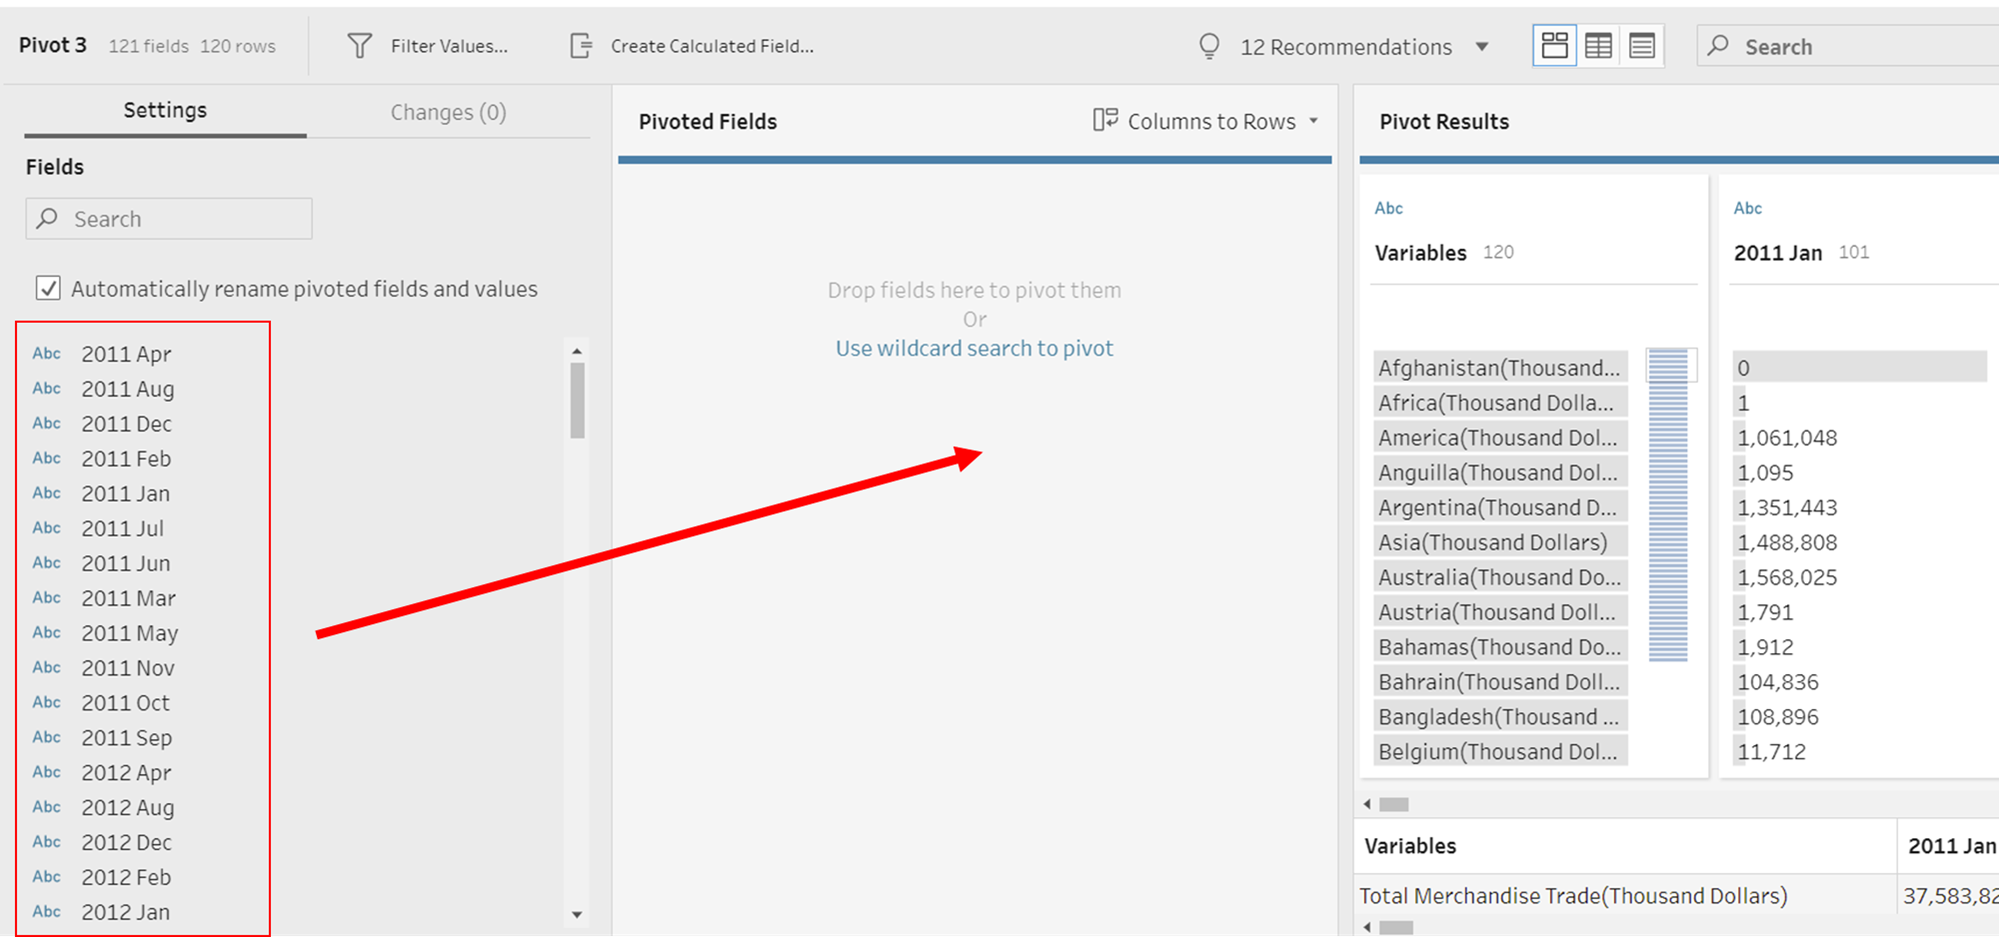 Pivot 3 121 fields 120 rows Filter Values... Create Calculated Field... 12 Recommendations Search
Settings Changes (0)
Fields
Search
Automatically rename pivoted fields and values
Abc 2011 Apr
Abc 2011 Aug
Abc 2011 Dec
Abc 2011 Feb
Abc 2011 Jan
Abc 2011 Jul
Abc 2011 Jun
Abc 2011 Mar
Abc 2011 May
Abc 2011 Nov
Abc 2011 Oct
Abc 2011 Sep
Abc 2012 Apr
Abc 2012 Aug
Abc 2012 Dec
Abc 2012 Feb
Abc 2012 Jan
Pivoted Fields Columns to Rows
Drop fields here to pivot them
Or
Use wildcard search to pivot
Pivot Results
Abc Abc
Variables 120 2011 Jan 101
Afghanistan(Thousand... 0
Africa(Thousand Dolla... 1
America(Thousand Dol... 1,061,048
Anguilla(Thousand Dol... 1,095
Argentina(Thousand D... 1,351,443
Asia(Thousand Dollars) 1,488,808
Australia(Thousand Do... 1,568,025
Austria(Thousand Doll... 1,791
Bahamas(Thousand Do... 1,912
Bahrain(Thousand Doll... 104,836
Bangladesh(Thousand ... 108,896
Belgium(Thousand Dol... 11,712
Variables 2011 Jan
Total Merchandise Trade(Thousand Dollars) 37,583,82